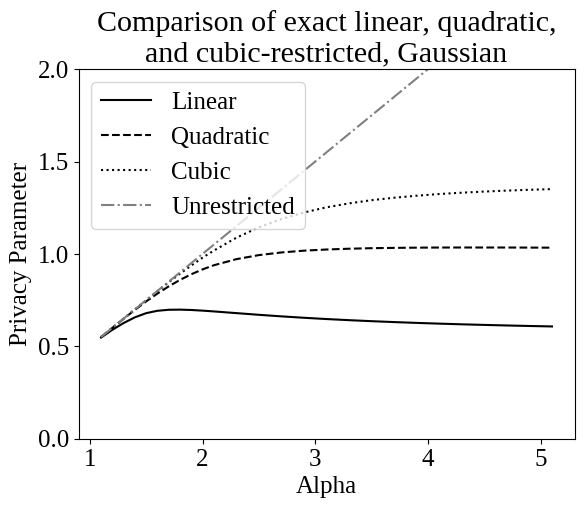 Comparison of exact linear, quadratic,
and cubic-restricted, Gaussian
2.0
1.5
1.0
0.5
0.0
Privacy Parameter
Linear
Quadratic
Cubic
Unrestricted
1
2
3
4
5
Alpha